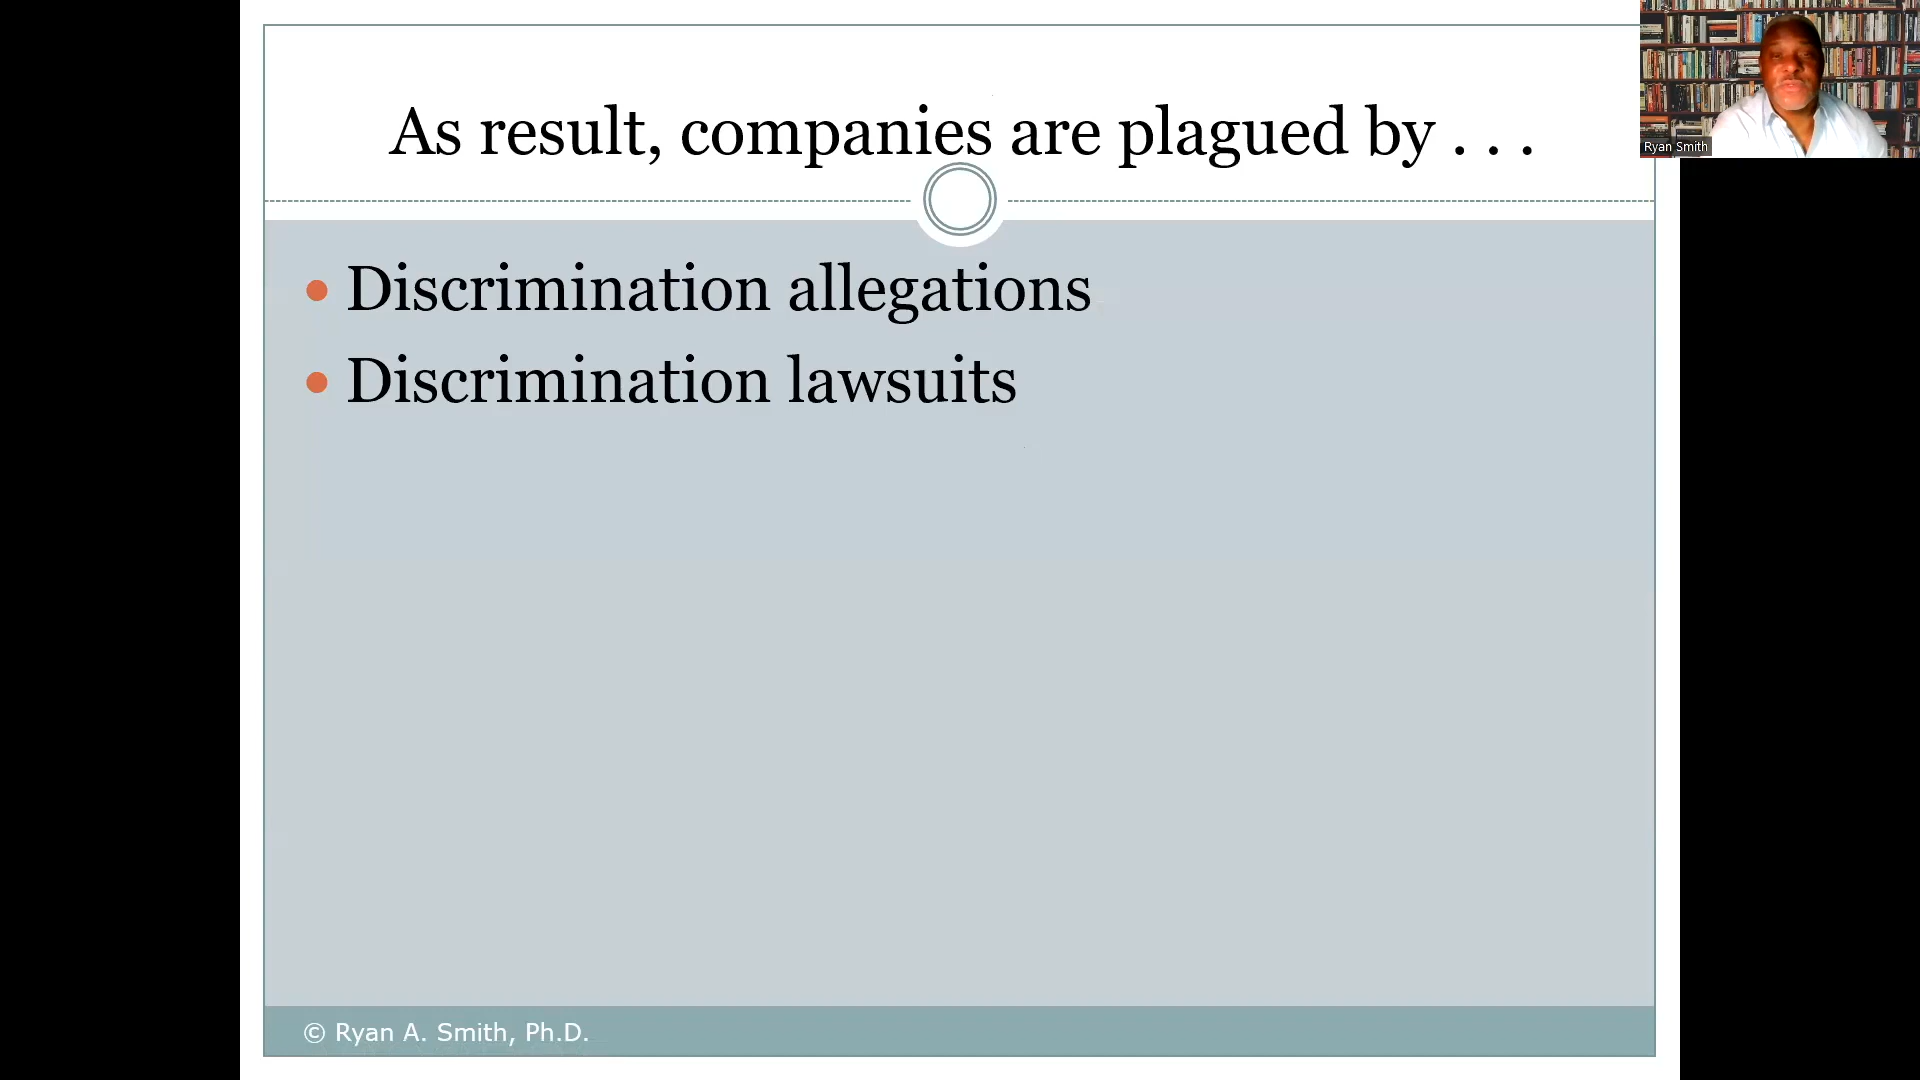 As result, companies are plagued by . . .
Ryan Smith
• Discrimination allegations
• Discrimination lawsuits
© Ryan A. Smith, Ph.D.